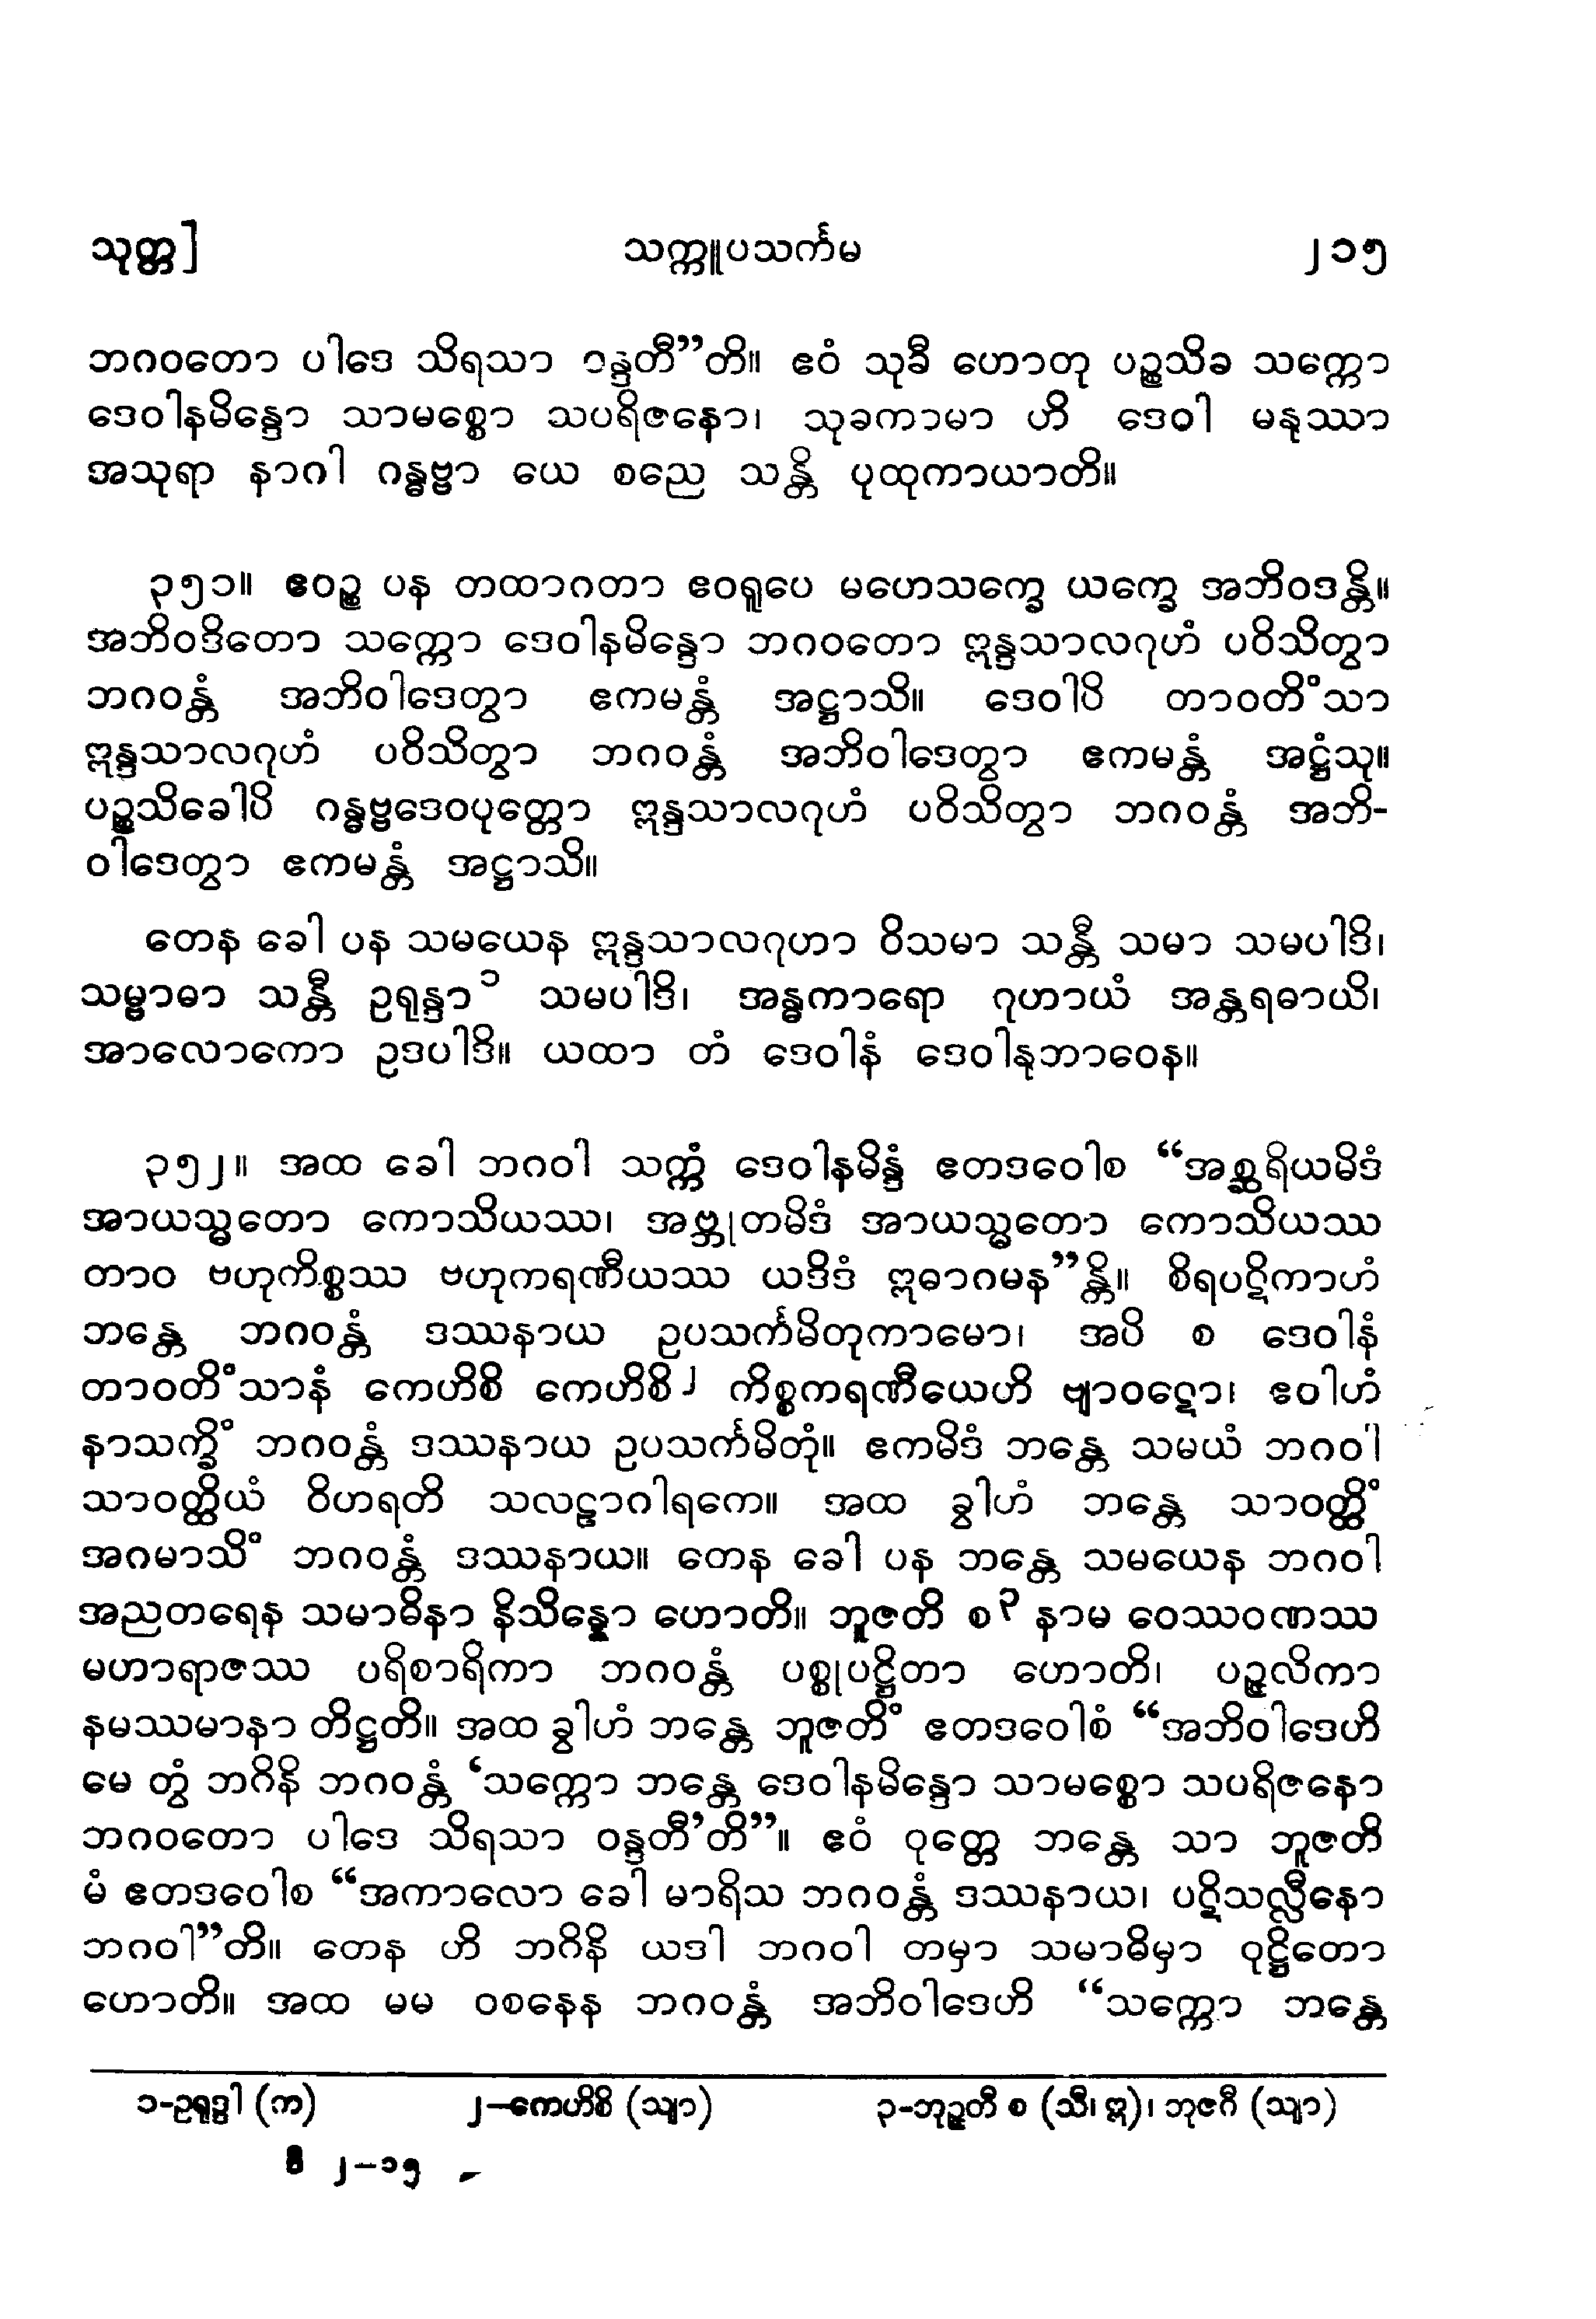 သုတ္တ] သက္ကူပသင်္ကမ ၂၁၅
ဘဂဝတော ပါဒေ သိရသာ ဝန္ဒတီ”တိ။ ဧဝံ သုခီ ဟောတု ပဉ္စသိခ သက္ကော
ဒေဝါနမိန္ဒော သာမစ္စော သပရိဇနော၊ သုခကာမာ ဟိ ဒေဝါ မနုဿာ
အသုရာ နာဂါ ဂန္ဓဗ္ဗာ ယေ စညေ သန္တိ ပုထုကာယာတိ။
၃၅၁။ ဧဝဉ္စ ပန တထာဂတာ ဧဝရူပေ မဟေသက္ခေ ယက္ခေ အဘိဝဒန္တိ။
အဘိဝဒိတော သက္ကော ဒေဝါနမိန္ဒော ဘဂဝတော ဣန္ဒသာလဂုဟံ ပဝိသိတွာ
ဘဂဝန္တံ အဘိဝါဒေတွာ ဧကမန္တံ အဋ္ဌာသိ။ ဒေဝါပိ တာဝတိံသာ
ဣန္ဒသာလဂုဟံ ပဝိသိတွာ ဘဂဝန္တံ အဘိဝါဒေတွာ ဧကမန္တံ အဋ္ဌံသု။
ပဉ္စသိခေါပိ ဂန္ဓဗ္ဗဒေဝပုတ္တော ဣန္ဒသာလဂုဟံ ပဝိသိတွာ ဘဂဝန္တံ အဘိ-
ဝါဒေတွာ ဧကမန္တံ အဋ္ဌာသိ။
တေန ခေါ ပန သမယေန ဣန္ဒသာလဂုဟာ ဝိသမာ သန္တီ သမာ သမပါဒိ၊
သမ္ဗာဓာ သန္တီ ဥရုန္ဒာ ၁ သမပါဒိ၊ အန္ဓကာရော ဂုဟာယံ အန္တရဓာယိ၊
အာလောကော ဥဒပါဒိ။ ယထာ တံ ဒေဝါနံ ဒေဝါနုဘာဝေန။
၃၅၂။ အထ ခေါ ဘဂဝါ သက္ကံ ဒေဝါနမိန္ဒံ ဧတဒဝေါစ “အစ္ဆရိယမိဒံ
အာယသ္မတော ကောသိယဿ၊ အဗ္ဘုတမိဒံ အာယသ္မတော ကောသိယဿ
တာဝ ဗဟုကိစ္စဿ ဗဟုကရဏီယဿ ယဒိဒံ ဣဓာဂမန”န္တိ။ စိရပဋိကာဟံ
ဘန္တေ ဘဂဝန္တံ ဒဿနာယ ဥပသင်္ကမိတုကာမော၊ အပိ စ ဒေဝါနံ
တာဝတိံသာနံ ကေဟိစိ ကေဟိစိ ၂ ကိစ္စကရဏီယေဟိ ဗျာဝဋော၊ ဧဝါဟံ
နာသက္ခိံ ဘဂဝန္တံ ဒဿနာယ ဥပသင်္ကမိတုံ။ ဧကမိဒံ ဘန္တေ သမယံ ဘဂဝါ
သာဝတ္ထိယံ ဝိဟရတိ သလဠာဂါရကေ။ အထ ခွါဟံ ဘန္တေ သာဝတ္ထိံ
အဂမာသိံ ဘဂဝန္တံ ဒဿနာယ။ တေန ခေါ ပန ဘန္တေ သမယေန ဘဂဝါ
အညတရေန သမာဓိနာ နိသိန္နော ဟောတိ။ ဘူဇတိ စ ၃ နာမ ဝေဿဝဏဿ
မဟာရာဇဿ ပရိစာရိကာ ဘဂဝန္တံ ပစ္စုပဋ္ဌိတာ ဟောတိ၊ ပဉ္ဇလိကာ
နမဿမာနာ တိဋ္ဌတိ။ အထ ခွါဟံ ဘန္တေ ဘူဇတိံ ဧတဒဝေါစံ “အဘိဝါဒေဟိ
မေ တွံ ဘဂိနိ ဘဂဝန္တံ ‘သက္ကော ဘန္တေ ဒေဝါနမိန္ဒော သာမစ္စော သပရိဇနော
ဘဂဝတော ပါဒေ သိရသာ ဝန္ဒတီ’တိ”။ ဧဝံ ဝုတ္တေ ဘန္တေ သာ ဘူဇတိ
မံ ဧတဒဝေါစ “အကာလော ခေါ မာရိသ ဘဂဝန္တံ ဒဿနာယ၊ ပဋိသလ္လီနော
ဘဂဝါ”တိ။ တေန ဟိ ဘဂိနိ ယဒါ ဘဂဝါ တမှာ သမာဓိမှာ ဝုဋ္ဌိတော
ဟောတိ။ အထ မမ ဝစနေန ဘဂဝန္တံ အဘိဝါဒေဟိ “သက္ကော ဘန္တေ
၁-ဥရုဒ္ဒါ (က) ၂-ကေဟိစိ (သျာ) ၃-ဘုဉ္ဇတီ စ (သီ၊ ဣ)၊ ဘုဇဂီ (သျာ)
၂-၁၅